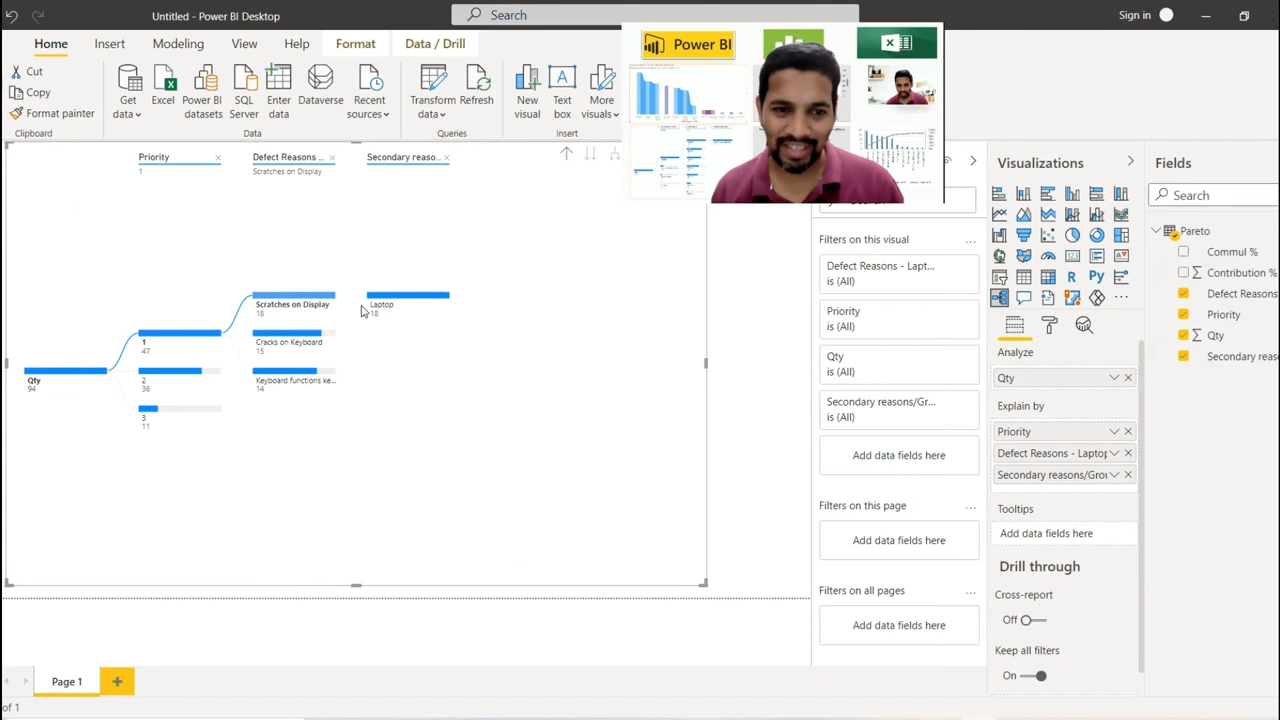 Untitled - Power BI Desktop
Search
Sign in
Home
Insert
Modeling
View
Help
Format
Data / Drill
Cut
Copy
Format painter
Get data
Excel
Power BI datasets
SQL Server
Enter data
Dataverse
Recent sources
Transform data
Refresh
New visual
Text box
More visuals
board
Data
Queries
Insert
Power BI
Priority
1
Defect Reasons ...
Scratches on Display
Secondary reaso...
Scratches on Display
18
Laptop
18
1
47
Cracks on Keyboard
15
Qty
94
2
36
Keyboard functions ke...
14
3
11
Filters on this visual
Defect Reasons - Lapt...
is (All)
Priority
is (All)
Qty
is (All)
Secondary reasons/Gr...
is (All)
Add data fields here
Filters on this page
Add data fields here
Filters on all pages
Add data fields here
Visualizations
R
Py
Analyze
Qty
Explain by
Priority
Defect Reasons - Laptop
Secondary reasons/Grou
Tooltips
Add data fields here
Drill through
Cross-report
Off
Keep all filters
On
Fields
Search
Pareto
Commul %
Contribution %
Defect Reasons
Priority
Qty
Secondary reas
Page 1
of 1